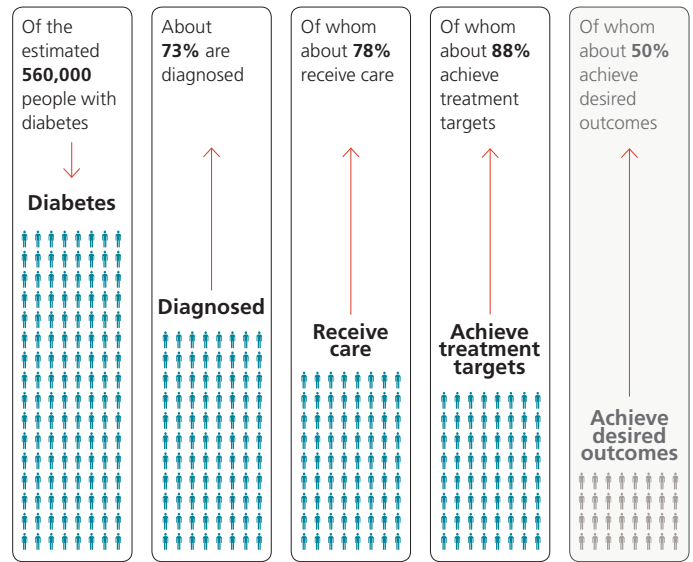 Of the
estimated
560,000
people with
diabetes
Diabetes
About
73% are
diagnosed
Diagnosed
Of whom
about 78%
receive care
Receive
care
Of whom
about 88%
achieve
treatment
targets
Achieve
treatment
targets
Of whom
about 50%
achieve
desired
outcomes
Achieve
desired
outcomes